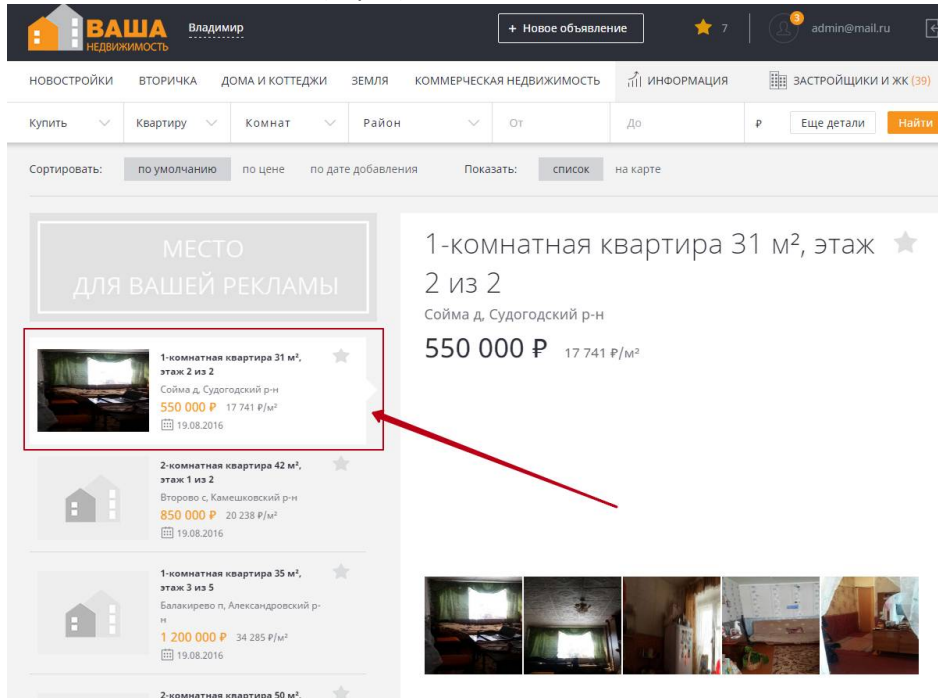 ВАША
НЕДВИЖИМОСТЬ
Владимир
+ Новое объявление
7
3
admin@mail.ru
НОВОСТРОЙКИ ВТОРИЧКА ДОМА И КОТТЕДЖИ ЗЕМЛЯ КОММЕРЧЕСКАЯ НЕДВИЖИМОСТЬ ИНФОРМАЦИЯ ЗАСТРОЙЩИКИ И ЖК (39)
Купить Квартиру Комнат Район От До ₽ Еще детали Найти
Сортировать: по умолчанию по цене по дате добавления Показать: список на карте
МЕСТО
ДЛЯ ВАШЕЙ РЕКЛАМЫ
1-комнатная квартира 31 м²,
этаж 2 из 2
Сойма д, Судогодский р-н
550 000 ₽ 17 741 ₽/м²
19.08.2016
2-комнатная квартира 42 м²,
этаж 1 из 2
Второво с, Камешковский р-н
850 000 ₽ 20 238 ₽/м²
19.08.2016
1-комнатная квартира 35 м²,
этаж 3 из 5
Балакирево п, Александровский р-
н
1 200 000 ₽ 34 285 ₽/м²
19.08.2016
2-комнатная квартира 50 м²,
1-комнатная квартира 31 м², этаж
2 из 2
Сойма д, Судогодский р-н
550 000 ₽ 17 741 ₽/м²